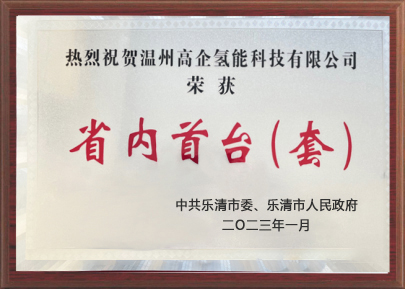 热烈祝贺温州高企氢能科技有限公司
荣获
省内首台(套)
中共乐清市委、乐清市人民政府
二〇二三年一月